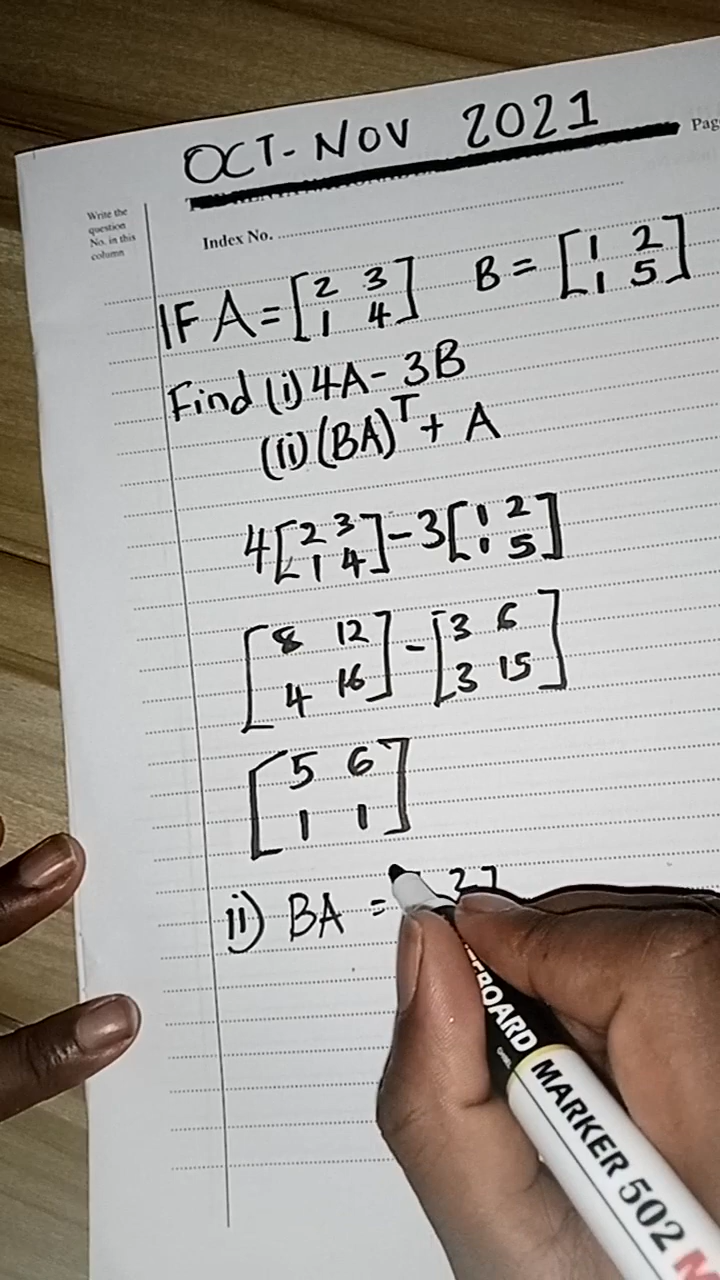 OCT-NOV 2021
Write the
question
No. in this
column
Index No.
IF A = [2 3 B = [1 2
1 4] 1 5]
Find (i) 4A - 3B
(ii) (BA)ᵀ + A
4[2 3 - 3[1 2
1 4] 1 5]
[8 12 - [3 6
4 16] 3 15]
[5 6
1 1]
ii) BA =
MARKER 502